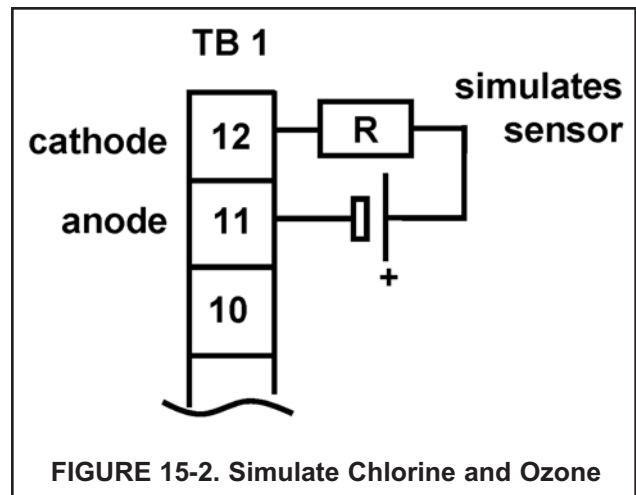 TB 1
simulates
sensor
cathode
12
R
anode
11
+
10
FIGURE 15-2. Simulate Chlorine and Ozone